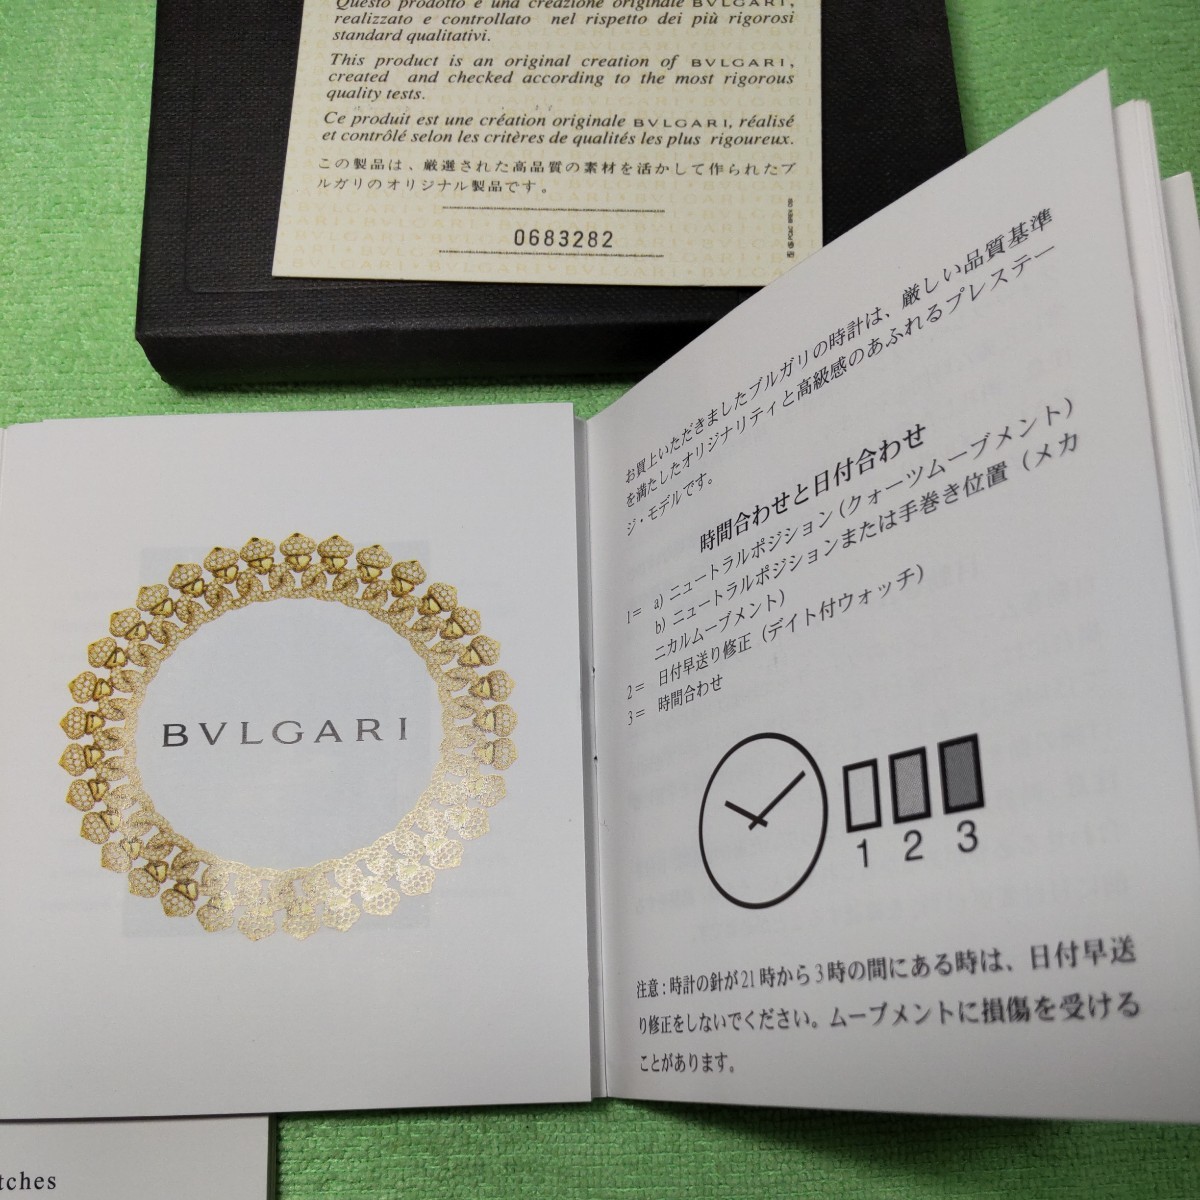 Questo prodotto è una creazione originale BVLGARI,
realizzato e controllato nel rispetto dei più rigorosi
standard qualitativi.
This product is an original creation of BVLGARI,
created and checked according to the most rigorous
quality tests.
Ce produit est une création originale BVLGARI, réalisé
et contrôlé selon les critères de qualités les plus rigoureux.
この製品は、厳選された高品質の素材を活かして作られたブ
ルガリのオリジナル製品です。
0683282
BVLGARI
お買上いただきましたブルガリの時計は、厳しい品質基準
を満たしたオリジナリティと高級感のあふれるプレステー
ジ・モデルです。
時間合わせと日付合わせ
1= a) ニュートラルポジション(クォーツムーブメント)
b) ニュートラルポジションまたは手巻き位置(メカ
ニカルムーブメント)
2= 日付早送り修正(デイト付ウォッチ)
3= 時間合わせ
1 2 3
注意:時計の針が21時から3時の間にある時は、日付早送
り修正をしないでください。ムーブメントに損傷を受ける
ことがあります。
tches